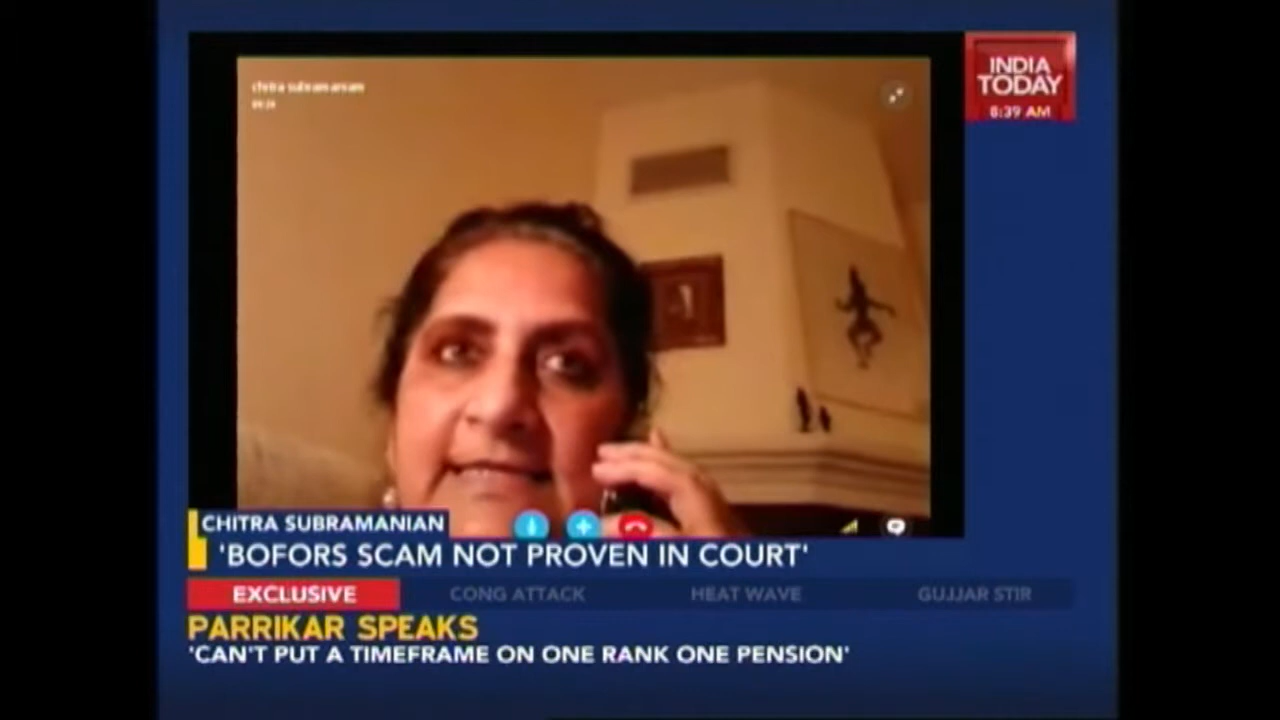 chitra subramaniam
INDIA
TODAY
8:39 AM
CHITRA SUBRAMANIAN
'BOFORS SCAM NOT PROVEN IN COURT'
EXCLUSIVE CONG ATTACK HEAT WAVE GUJJAR STIR
PARRIKAR SPEAKS
'CAN'T PUT A TIMEFRAME ON ONE RANK ONE PENSION'